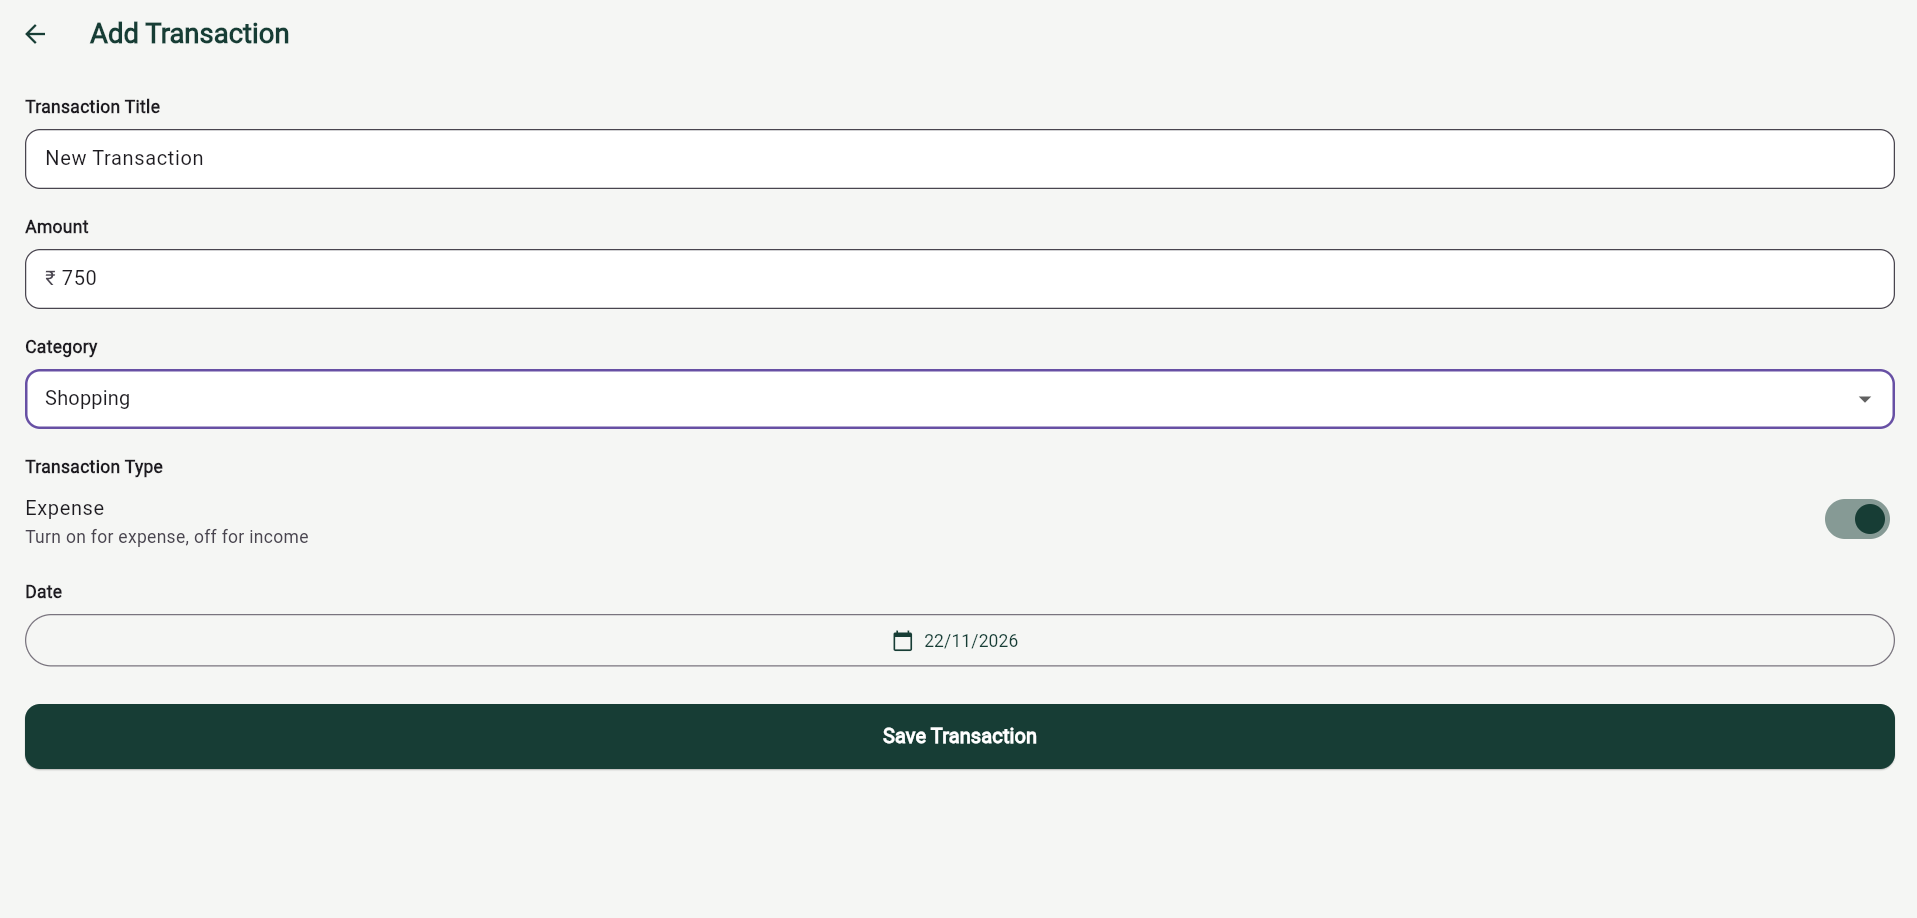 Add Transaction
Transaction Title
New Transaction
Amount
₹ 750
Category
Shopping
Transaction Type
Expense
Turn on for expense, off for income
Date
22/11/2026
Save Transaction